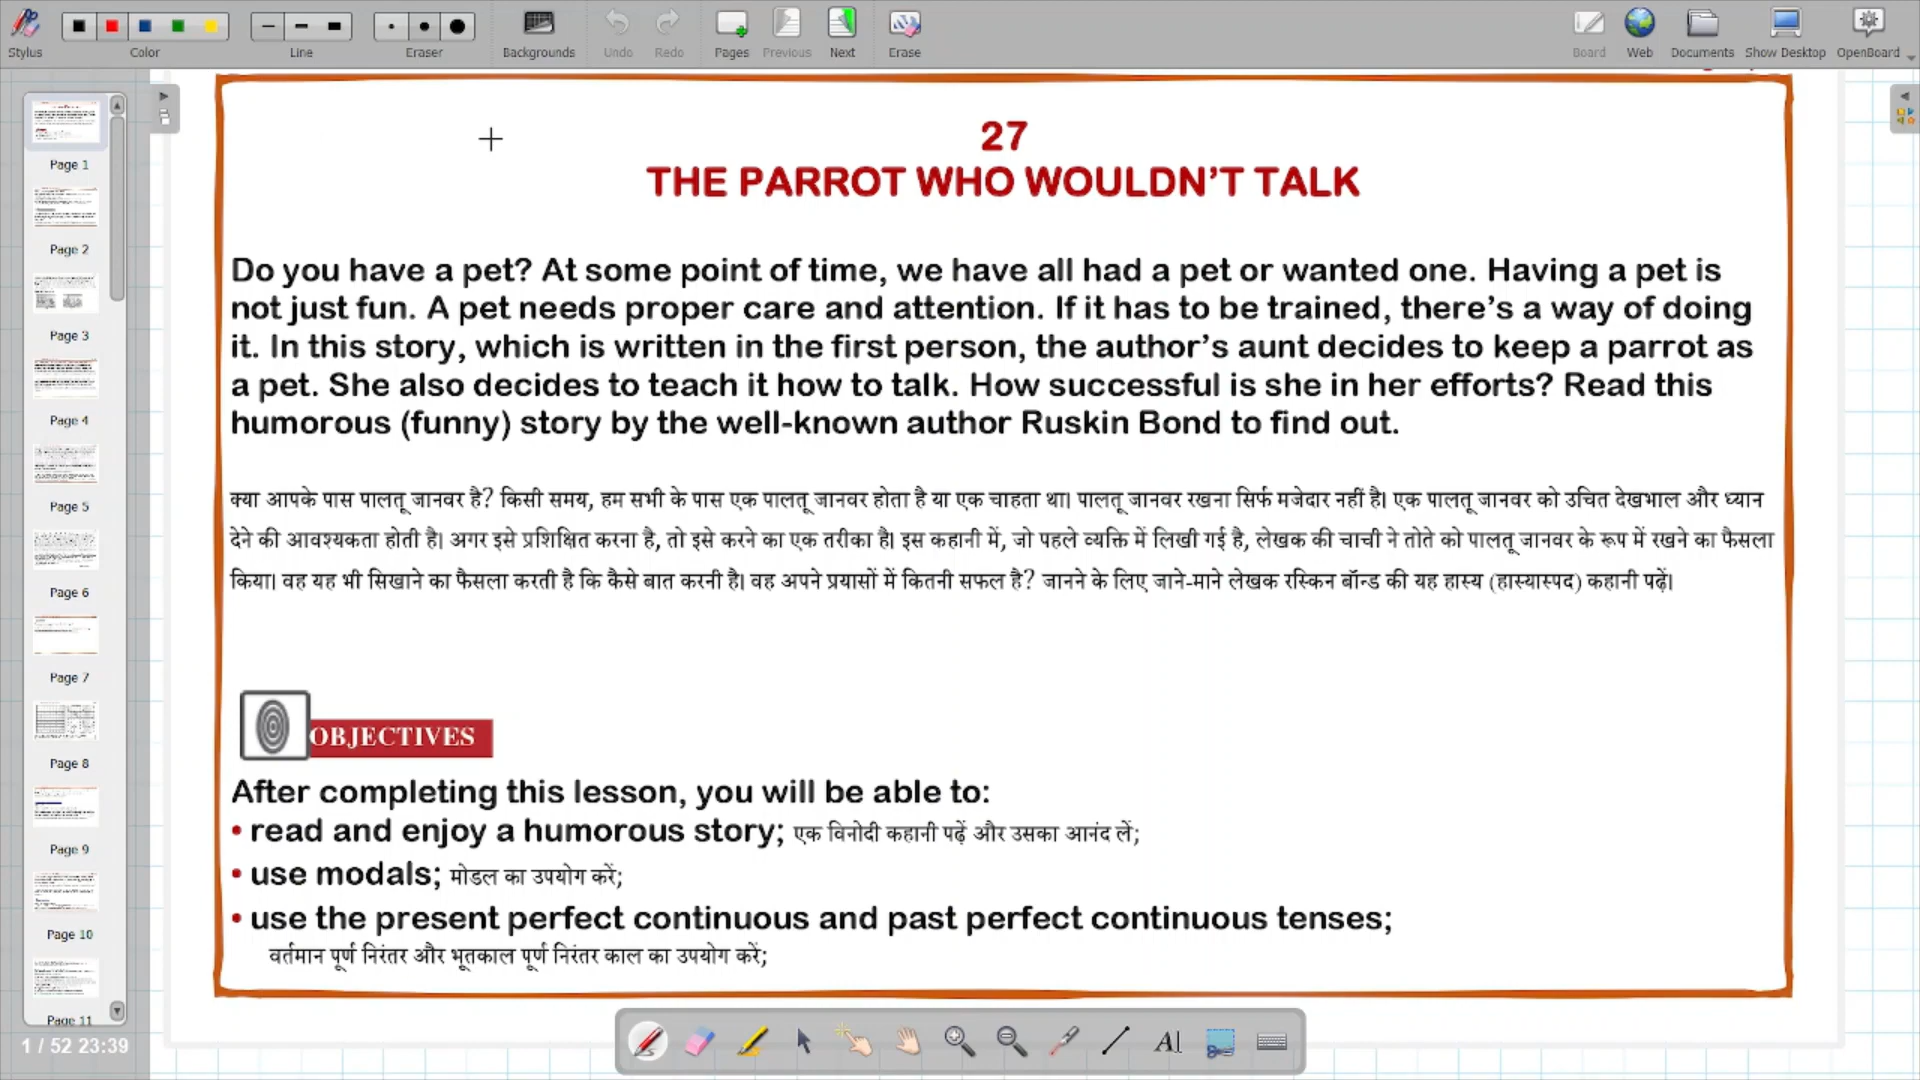 Stylus
Color
Line
Eraser
Backgrounds
Undo
Redo
Pages
Previous
Next
Erase
Board
Web
Documents
Show Desktop
OpenBoard
Page 1
Page 2
Page 3
Page 4
Page 5
Page 6
Page 7
Page 8
Page 9
Page 10
Page 11
1 / 52 23:39
27
THE PARROT WHO WOULDN'T TALK
Do you have a pet? At some point of time, we have all had a pet or wanted one. Having a pet is
not just fun. A pet needs proper care and attention. If it has to be trained, there's a way of doing
it. In this story, which is written in the first person, the author's aunt decides to keep a parrot as
a pet. She also decides to teach it how to talk. How successful is she in her efforts? Read this
humorous (funny) story by the well-known author Ruskin Bond to find out.
क्या आपके पास पालतू जानवर है? किसी समय, हम सभी के पास एक पालतू जानवर होता है या एक चाहता था। पालतू जानवर रखना सिर्फ मजेदार नहीं है। एक पालतू जानवर को उचित देखभाल और ध्यान
देने की आवश्यकता होती है। अगर इसे प्रशिक्षित करना है, तो इसे करने का एक तरीका है। इस कहानी में, जो पहले व्यक्ति में लिखी गई है, लेखक की चाची ने तोते को पालतू जानवर के रूप में रखने का फैसला
किया। वह यह भी सिखाने का फैसला करती है कि कैसे बात करनी है। वह अपने प्रयासों में कितनी सफल है? जानने के लिए जाने-माने लेखक रस्किन बॉन्ड की यह हास्य (हास्यास्पद) कहानी पढ़ें।
OBJECTIVES
After completing this lesson, you will be able to:
• read and enjoy a humorous story; एक विनोदी कहानी पढ़ें और उसका आनंद लें;
• use modals; मोडल का उपयोग करें;
• use the present perfect continuous and past perfect continuous tenses;
वर्तमान पूर्ण निरंतर और भूतकाल पूर्ण निरंतर काल का उपयोग करें;